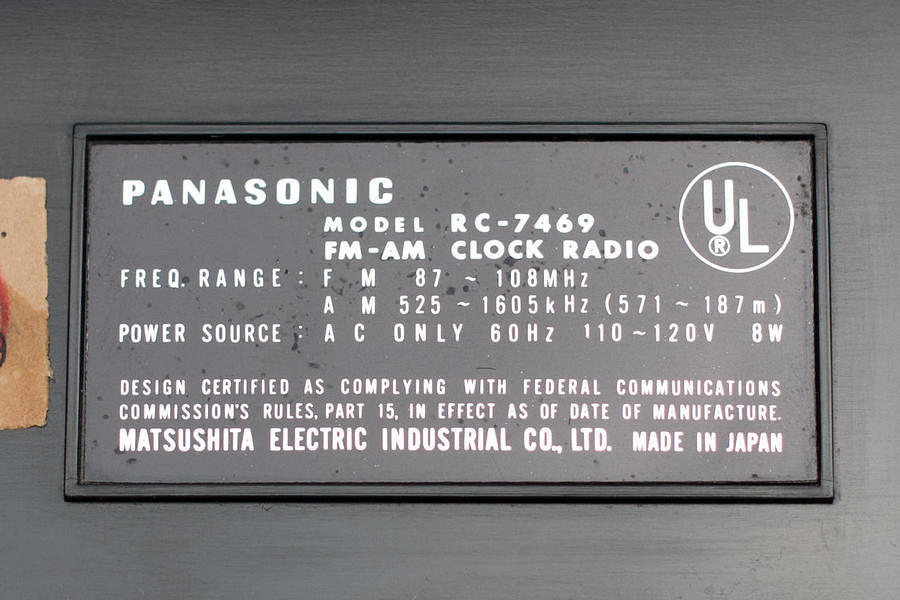 PANASONIC
MODEL RC-7469
FM-AM CLOCK RADIO
UL
®
FREQ. RANGE : F M 87 ~ 108MHz
A M 525 ~ 1605kHz (571 ~ 187m)
POWER SOURCE : A C ONLY 60Hz 110~120V 8W
DESIGN CERTIFIED AS COMPLYING WITH FEDERAL COMMUNICATIONS
COMMISSION'S RULES, PART 15, IN EFFECT AS OF DATE OF MANUFACTURE.
MATSUSHITA ELECTRIC INDUSTRIAL CO., LTD. MADE IN JAPAN